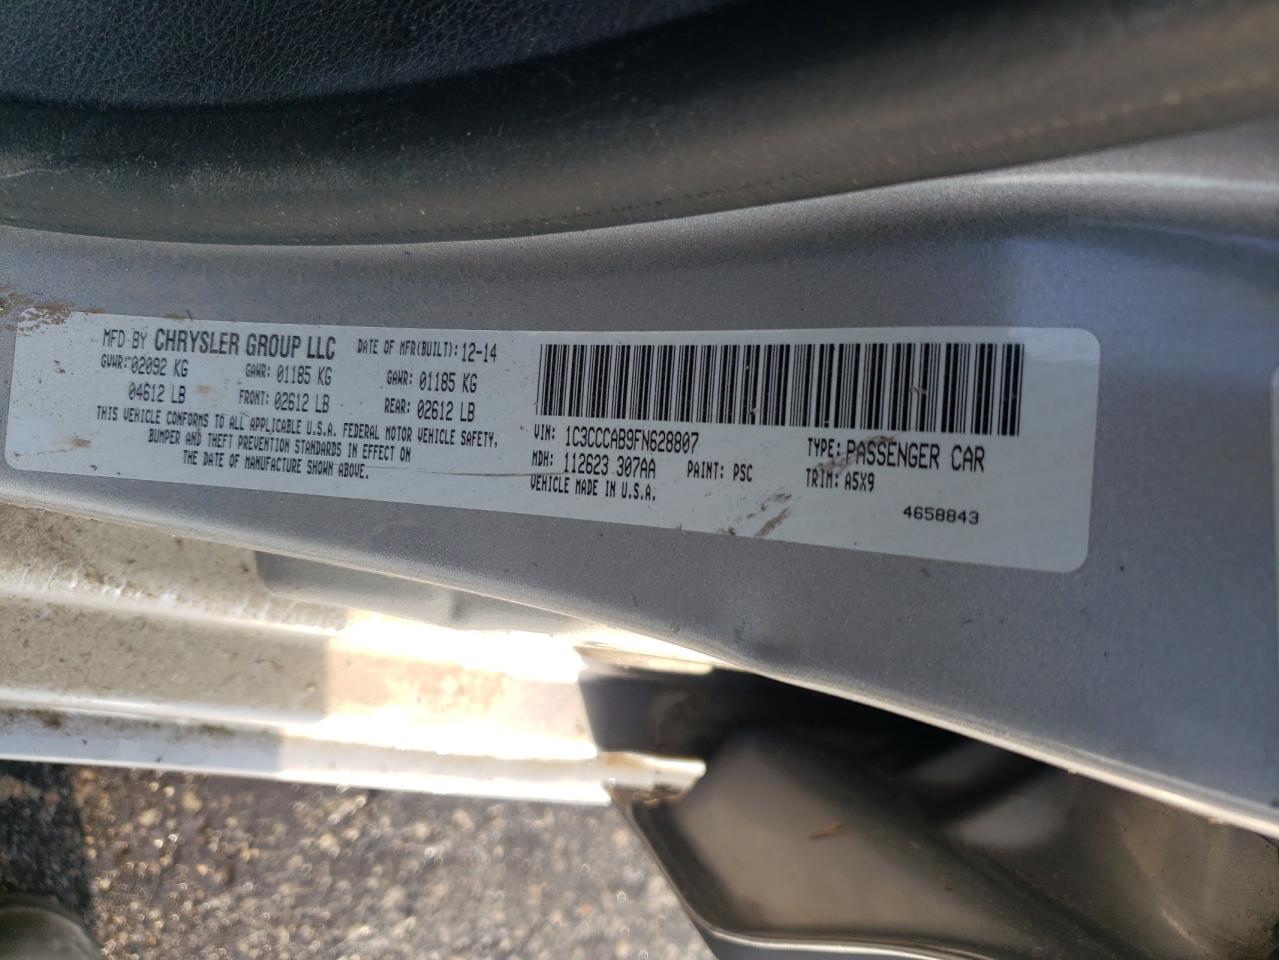 MFD BY CHRYSLER GROUP LLC DATE OF MFR(BUILT): 12-14
GVWR: 02092 KG GAWR: 01185 KG GAWR: 01185 KG
04612 LB FRONT: 02612 LB REAR: 02612 LB
THIS VEHICLE CONFORMS TO ALL APPLICABLE U.S.A. FEDERAL MOTOR VEHICLE SAFETY,
BUMPER AND THEFT PREVENTION STANDARDS IN EFFECT ON
THE DATE OF MANUFACTURE SHOWN ABOVE.
VIN: 1C3CCCAB9FN628807 TYPE: PASSENGER CAR
MDH: 112623 307AA PAINT: PSC TRIM: A5X9
VEHICLE MADE IN U.S.A.
4658843